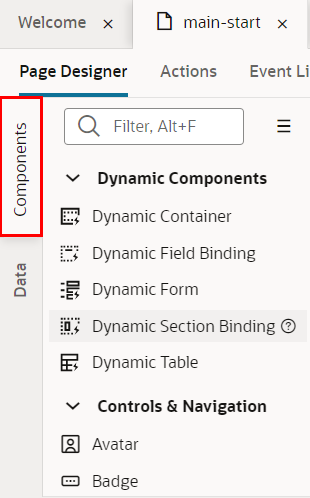 Welcome × main-start ×
Page Designer Actions Event Li
Components
Filter, Alt+F
Dynamic Components
Dynamic Container
Dynamic Field Binding
Data
Dynamic Form
Dynamic Section Binding
Dynamic Table
Controls & Navigation
Avatar
Badge